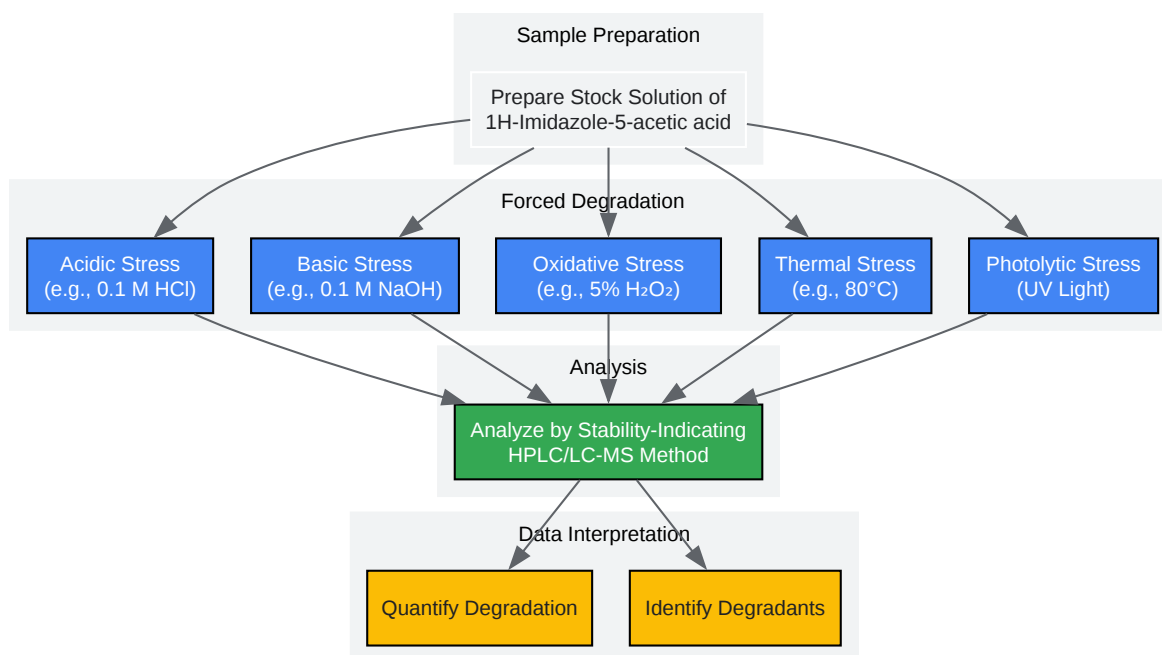 Sample Preparation
Prepare Stock Solution of
1H-Imidazole-5-acetic acid
Forced Degradation
Acidic Stress
(e.g., 0.1 M HCl)
Basic Stress
(e.g., 0.1 M NaOH)
Oxidative Stress
(e.g., 5% H₂O₂)
Thermal Stress
(e.g., 80°C)
Photolytic Stress
(UV Light)
Analysis
Analyze by Stability-Indicating
HPLC/LC-MS Method
Data Interpretation
Quantify Degradation
Identify Degradants